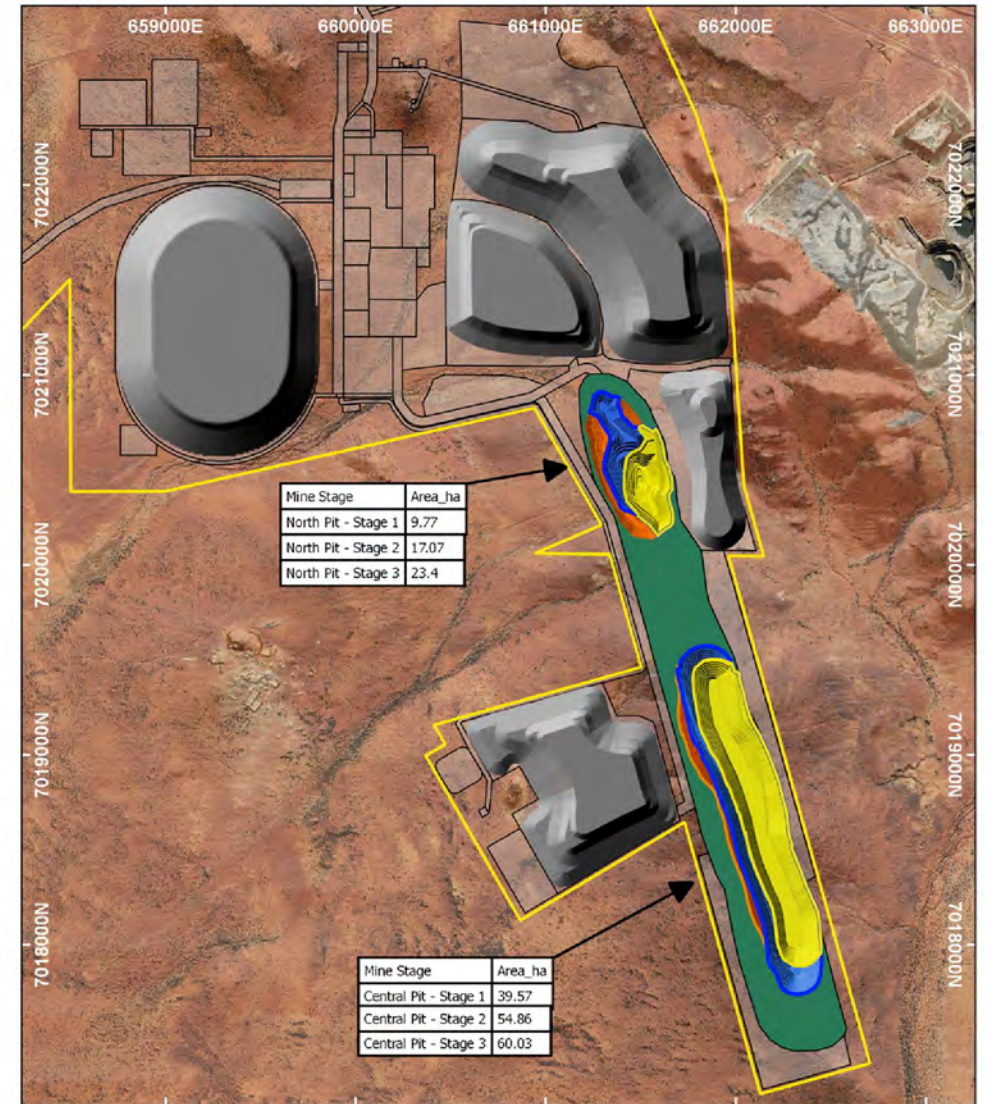 659000E 660000E 661000E 662000E 663000E
7022000N 7022000N
7021000N 7021000N
Mine Stage Area_ha
North Pit - Stage 1 9.77
North Pit - Stage 2 17.07
North Pit - Stage 3 23.4
7020000N 7020000N
7019000N 7019000N
7018000N 7018000N
Mine Stage Area_ha
Central Pit - Stage 1 39.57
Central Pit - Stage 2 54.86
Central Pit - Stage 3 60.03